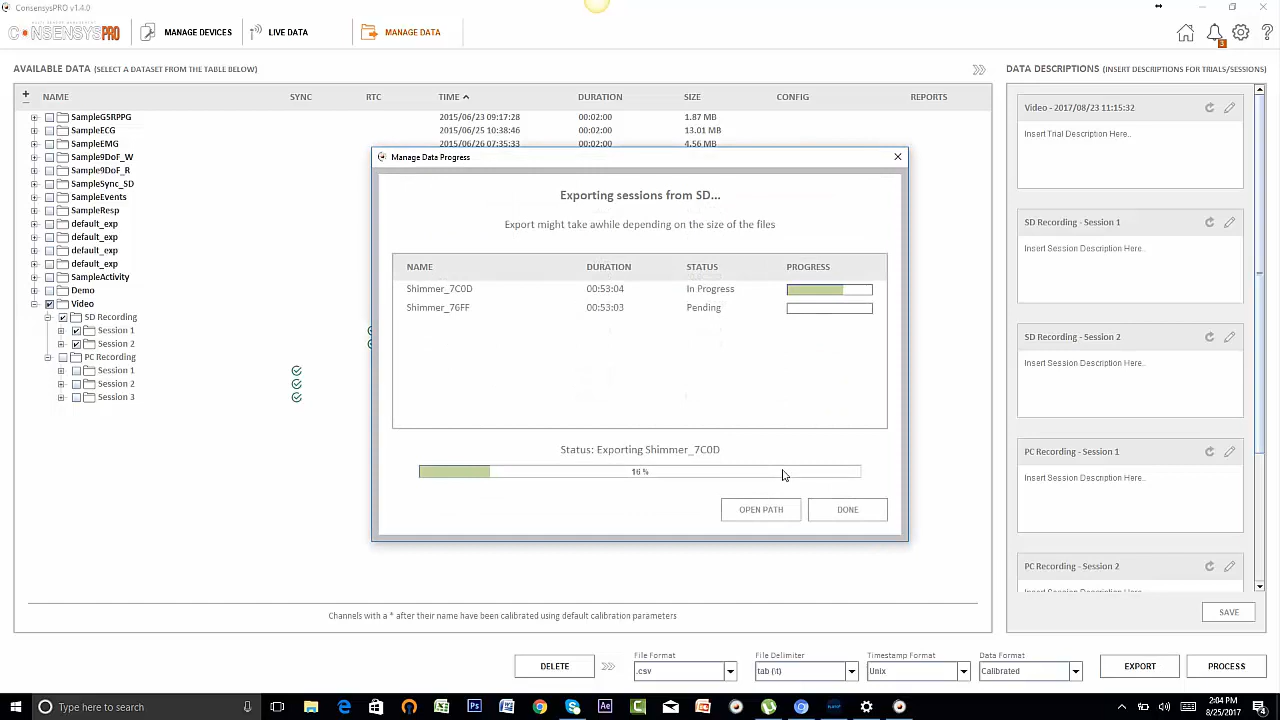 ConsensysPRO v1.4.0
CONSENSYSPRO
MANAGE DEVICES
LIVE DATA
MANAGE DATA
3
AVAILABLE DATA (SELECT A DATASET FROM THE TABLE BELOW)
DATA DESCRIPTIONS (INSERT DESCRIPTIONS FOR TRIALS/SESSIONS)
NAME SYNC RTC TIME DURATION SIZE CONFIG REPORTS
SampleGSRPPG 2015/06/23 09:17:28 00:02:00 1.87 MB
SampleECG 2015/06/24 10:38:46 00:02:00 13.01 MB
SampleEMG 2015/06/26 07:35:33 00:02:00 4.56 MB
Sample9DoF_W
Sample9DoF_R
SampleSync_SD
SampleEvents
SampleResp
default_exp
default_exp
default_exp
default_exp
SampleActivity
Demo
Video
SD Recording
Session 1
Session 2
PC Recording
Session 1
Session 2
Session 3
Manage Data Progress
Exporting sessions from SD...
Export might take awhile depending on the size of the files
NAME DURATION STATUS PROGRESS
Shimmer_7C0D 00:53:04 In Progress
Shimmer_76FF 00:53:03 Pending
Status: Exporting Shimmer_7C0D
16 %
OPEN PATH
DONE
Video - 2017/08/23 11:15:32
Insert Trial Description Here..
SD Recording - Session 1
Insert Session Description Here..
SD Recording - Session 2
Insert Session Description Here..
PC Recording - Session 1
Insert Session Description Here..
PC Recording - Session 2
Insert Session Description Here..
SAVE
Channels with a * after their name have been calibrated using default calibration parameters
DELETE
File Format
.csv
File Delimiter
tab (\t)
Timestamp Format
Unix
Data Format
Calibrated
EXPORT
PROCESS
Type here to search
2:04 PM
8/25/2017